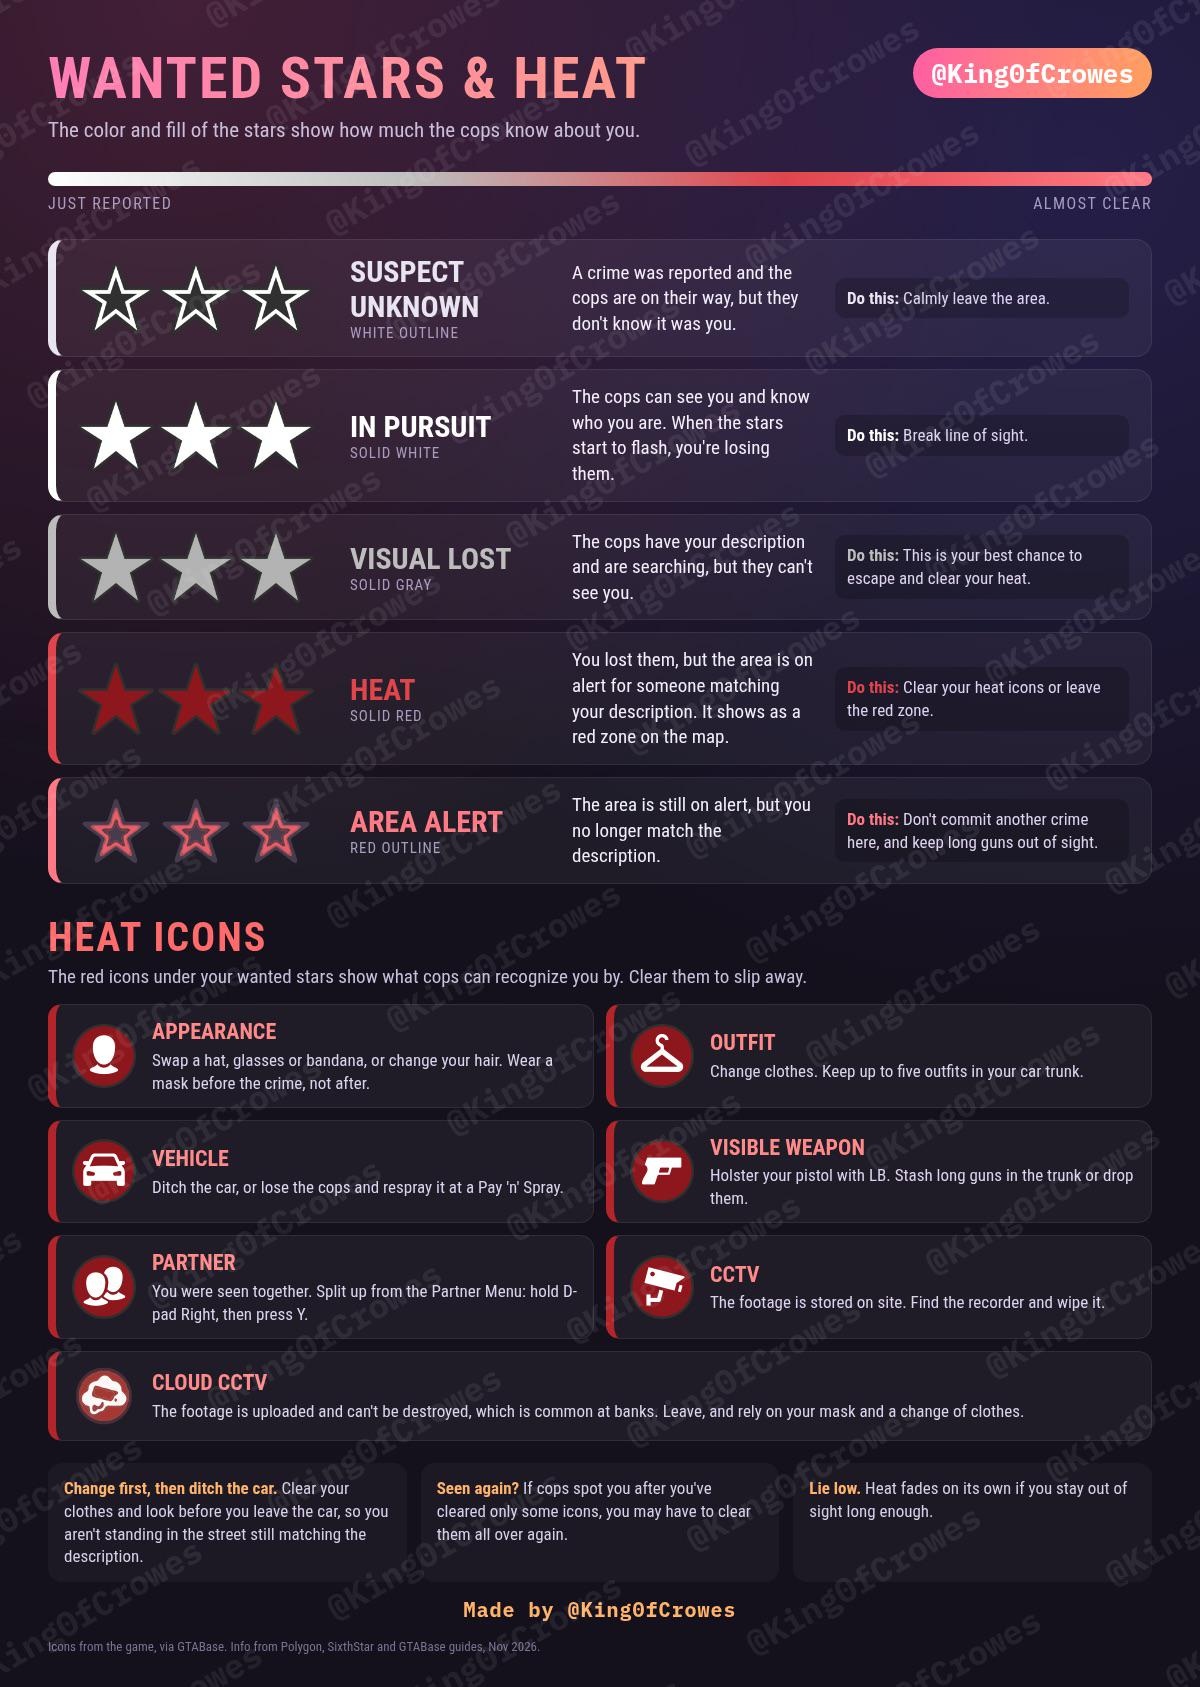 WANTED STARS & HEAT
@King0fCrowes
The color and fill of the stars show how much the cops know about you.
JUST REPORTED
ALMOST CLEAR
SUSPECT
UNKNOWN
WHITE OUTLINE
A crime was reported and the
cops are on their way, but they
don't know it was you.
Do this: Calmly leave the area.
IN PURSUIT
SOLID WHITE
The cops can see you and know
who you are. When the stars
start to flash, you're losing
them.
Do this: Break line of sight.
VISUAL LOST
SOLID GRAY
The cops have your description
and are searching, but they can't
see you.
Do this: This is your best chance to
escape and clear your heat.
HEAT
SOLID RED
You lost them, but the area is on
alert for someone matching
your description. It shows as a
red zone on the map.
Do this: Clear your heat icons or leave
the red zone.
AREA ALERT
RED OUTLINE
The area is still on alert, but you
no longer match the
description.
Do this: Don't commit another crime
here, and keep long guns out of sight.
HEAT ICONS
The red icons under your wanted stars show what cops can recognize you by. Clear them to slip away.
APPEARANCE
Swap a hat, glasses or bandana, or change your hair. Wear a
mask before the crime, not after.
OUTFIT
Change clothes. Keep up to five outfits in your car trunk.
VEHICLE
Ditch the car, or lose the cops and respray it at a Pay 'n' Spray.
VISIBLE WEAPON
Holster your pistol with LB. Stash long guns in the trunk or drop
them.
PARTNER
You were seen together. Split up from the Partner Menu: hold D-
pad Right, then press Y.
CCTV
The footage is stored on site. Find the recorder and wipe it.
CLOUD CCTV
The footage is uploaded and can't be destroyed, which is common at banks. Leave, and rely on your mask and a change of clothes.
Change first, then ditch the car. Clear your
clothes and look before you leave the car, so you
aren't standing in the street still matching the
description.
Seen again? If cops spot you after you've
cleared only some icons, you may have to clear
them all over again.
Lie low. Heat fades on its own if you stay out of
sight long enough.
Made by @King0fCrowes
Icons from the game, via GTABase. Info from Polygon, SixthStar and GTABase guides, Nov 2026.